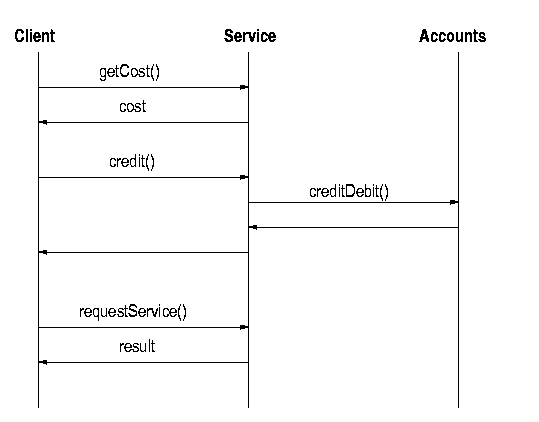 Client Service Accounts
getCost()
cost
credit()
creditDebit()
requestService()
result